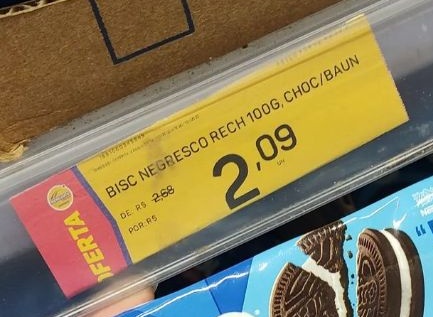 BISC NEGRESCO RECH 100G, CHOC/BAUN
DE: R$ 2,68
POR: R$
2,09
UN
OFERTA